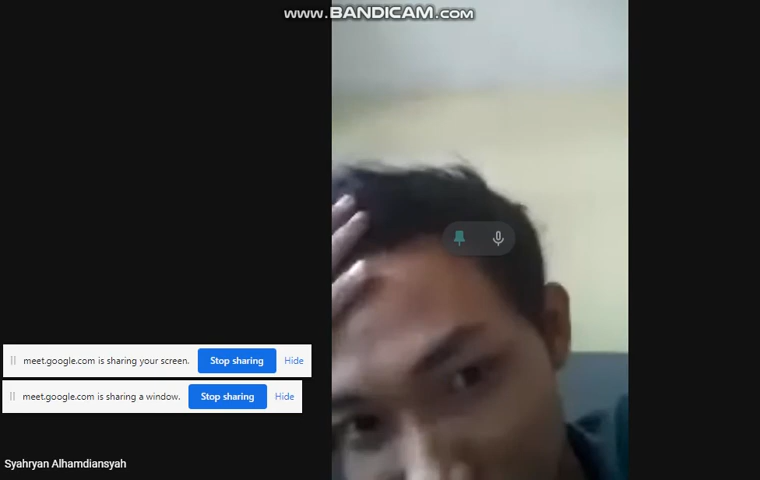 www.BANDICAM.com
meet.google.com is sharing your screen. Stop sharing Hide
meet.google.com is sharing a window. Stop sharing Hide
Syahryan Alhamdiansyah